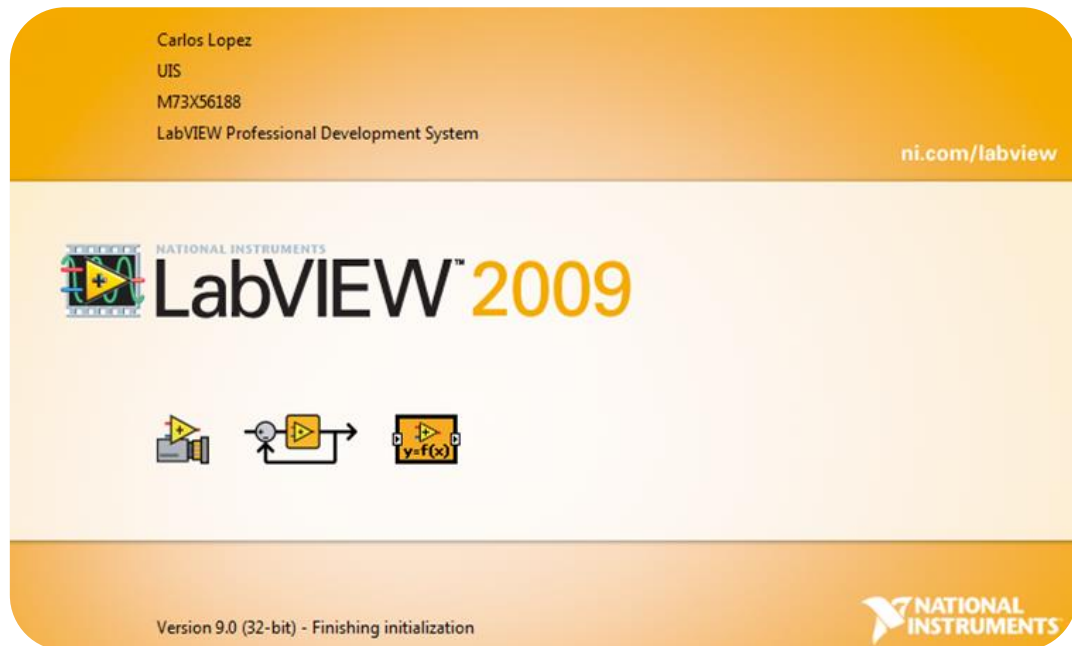 Carlos Lopez
UIS
M73X56188
LabVIEW Professional Development System
ni.com/labview
NATIONAL INSTRUMENTS
LabVIEW™ 2009
y=f(x)
Version 9.0 (32-bit) - Finishing initialization
NATIONAL
INSTRUMENTS